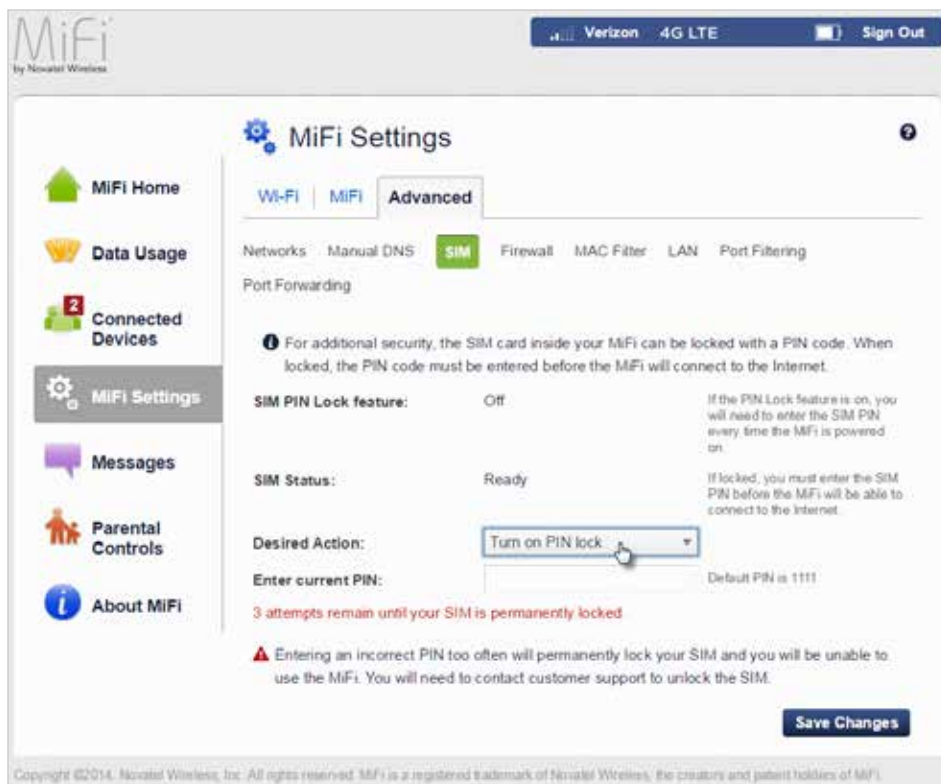 MiFi
by Novatel Wireless
Verizon 4G LTE Sign Out
MiFi Settings
MiFi Home
Data Usage
2
Connected
Devices
MiFi Settings
Messages
Parental
Controls
About MiFi
Wi-Fi MiFi Advanced
Networks Manual DNS SIM Firewall MAC Filter LAN Port Filtering
Port Forwarding
For additional security, the SIM card inside your MiFi can be locked with a PIN code. When
locked, the PIN code must be entered before the MiFi will connect to the Internet.
SIM PIN Lock feature: Off
If the PIN Lock feature is on, you
will need to enter the SIM PIN
every time the MiFi is powered
on.
SIM Status: Ready
If locked, you must enter the SIM
PIN before the MiFi will be able to
connect to the Internet.
Desired Action: Turn on PIN lock
Enter current PIN: Default PIN is 1111
3 attempts remain until your SIM is permanently locked
Entering an incorrect PIN too often will permanently lock your SIM and you will be unable to
use the MiFi. You will need to contact customer support to unlock the SIM.
Save Changes
Copyright ©2014, Novatel Wireless, Inc. All rights reserved. MiFi is a registered trademark of Novatel Wireless, the creators and patent holders of MiFi.